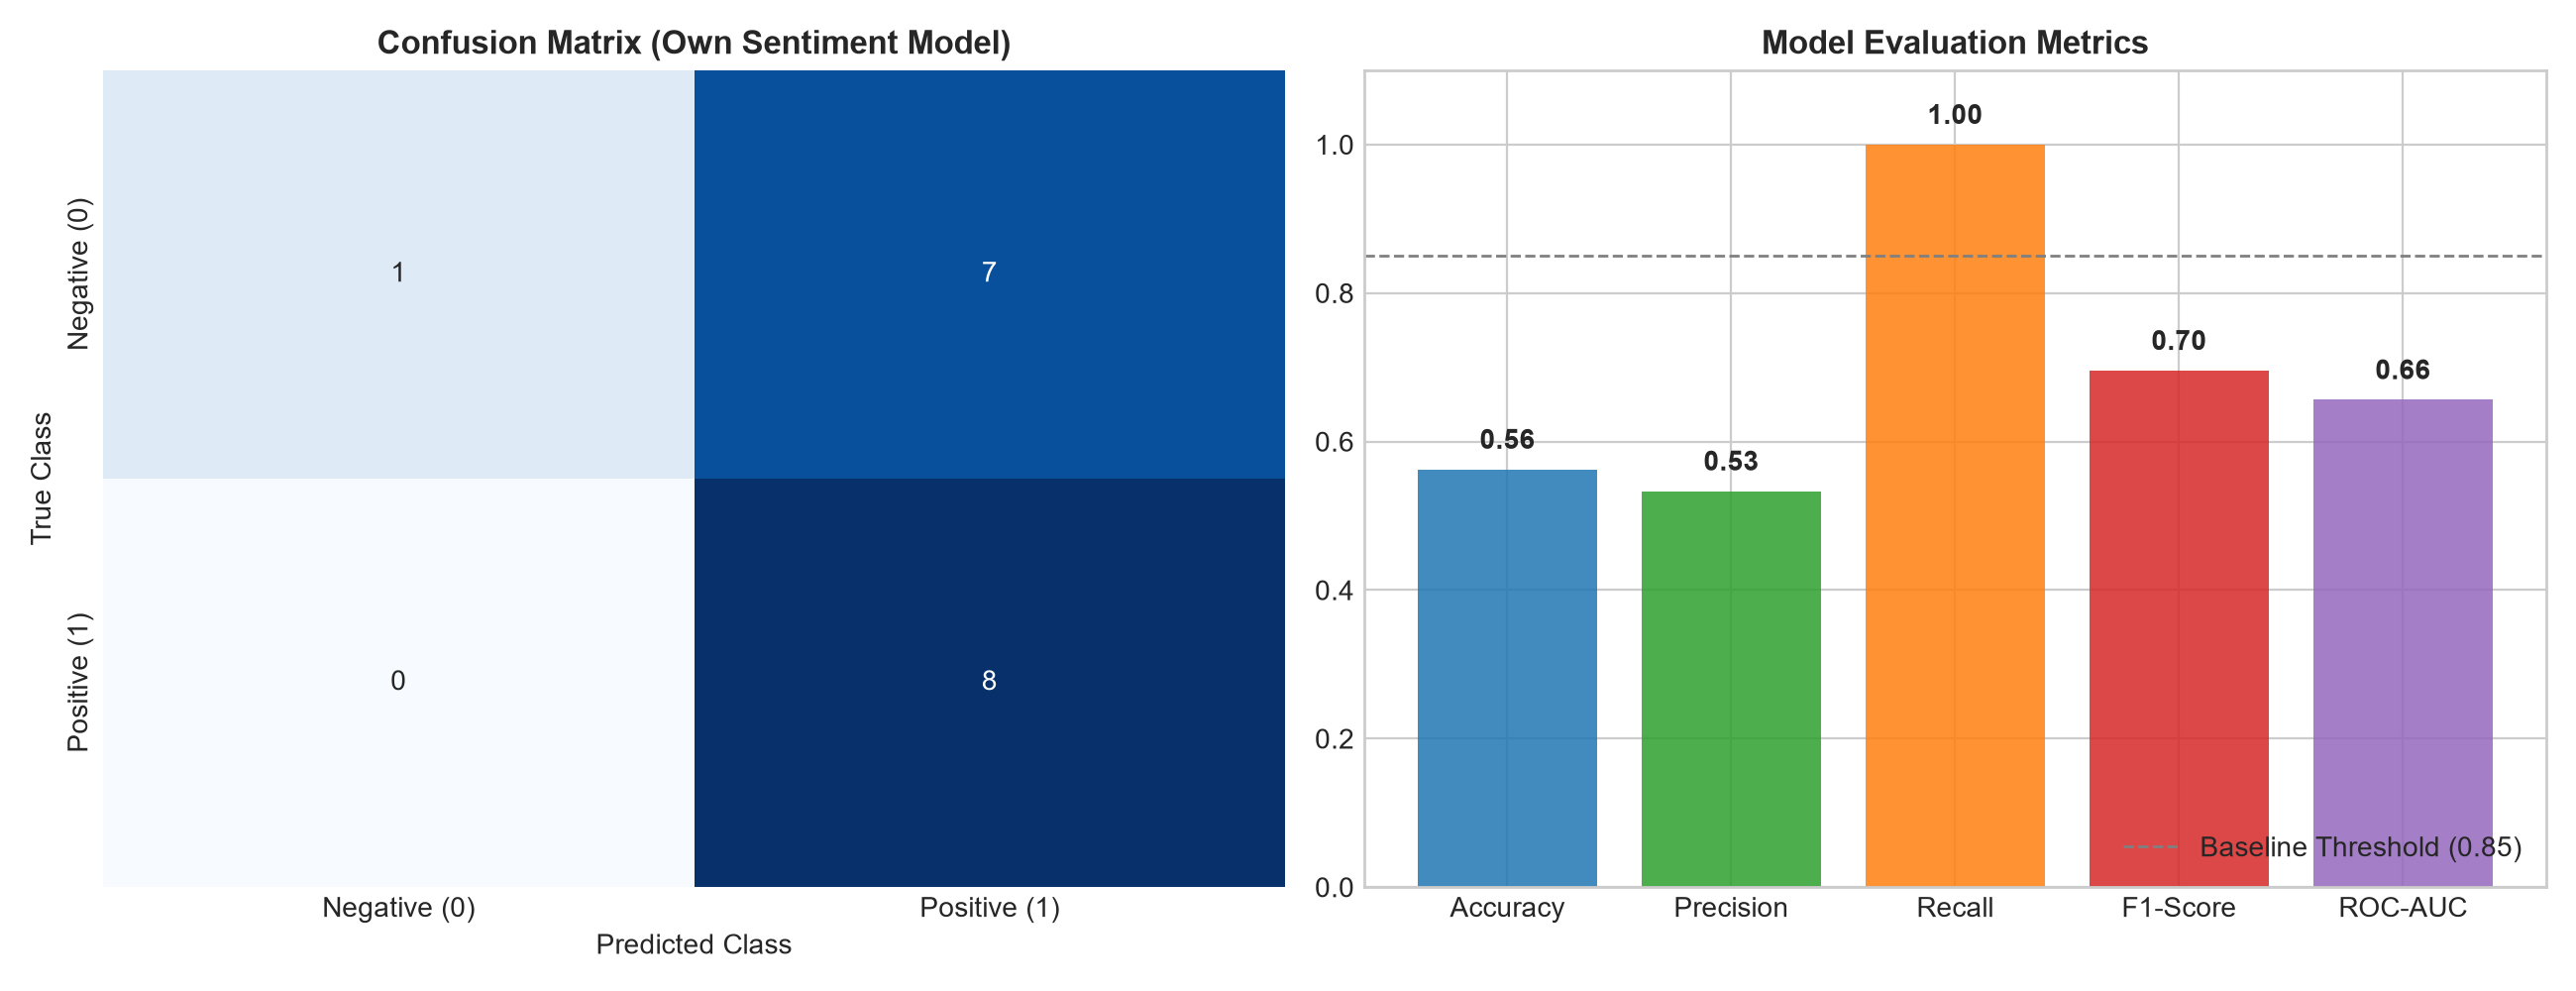 Confusion Matrix (Own Sentiment Model)
True Class
Negative (0)
Positive (1)
1
7
0
8
Negative (0)
Positive (1)
Predicted Class
Model Evaluation Metrics
1.0
0.8
0.6
0.4
0.2
0.0
0.56
0.53
1.00
0.70
0.66
Baseline Threshold (0.85)
Accuracy
Precision
Recall
F1-Score
ROC-AUC